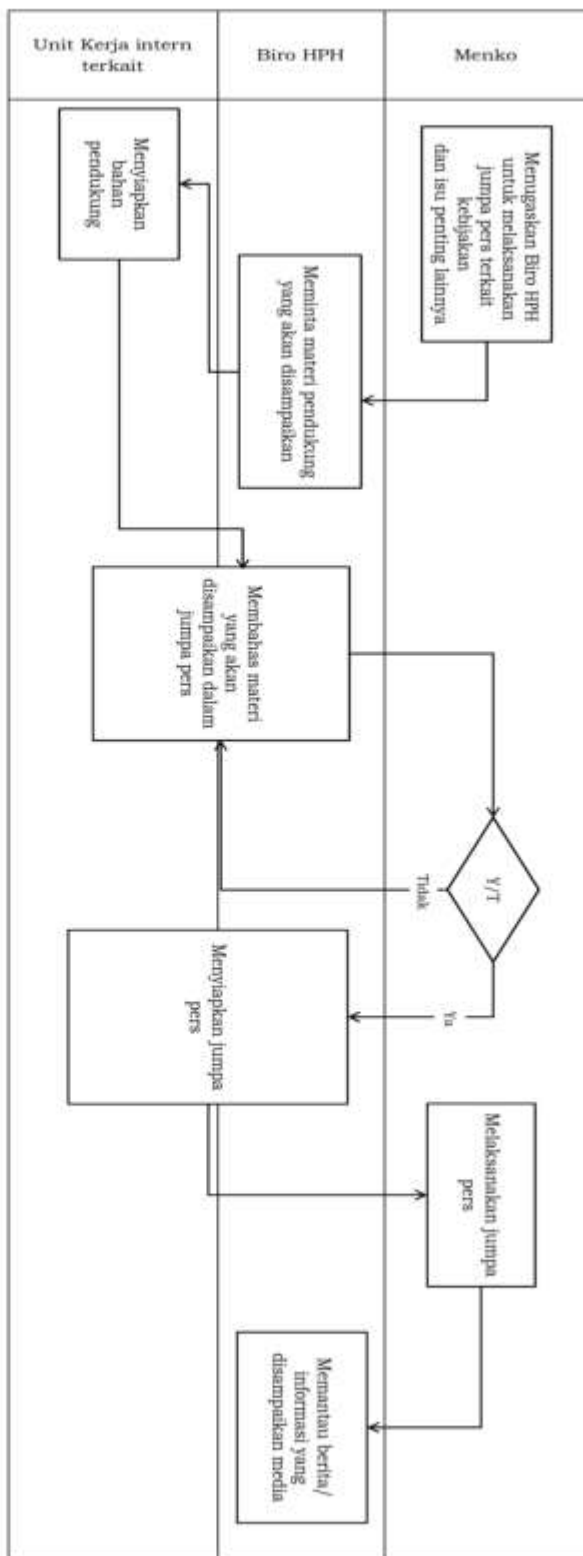 Unit Kerja intern
terkait
Biro HPH
Menko
Menugaskan Biro HPH
untuk melaksanakan
jumpa pers terkait
kebijakan
dan isu penting lainnya
Meminta materi pendukung
yang akan disampaikan
Menyiapkan
bahan
pendukung
Membahas materi
yang akan
disampaikan dalam
jumpa pers
Y/T
Tidak
Ya
Menyiapkan jumpa
pers
Melaksanakan jumpa
pers
Memantau berita/
informasi yang
disampaikan media